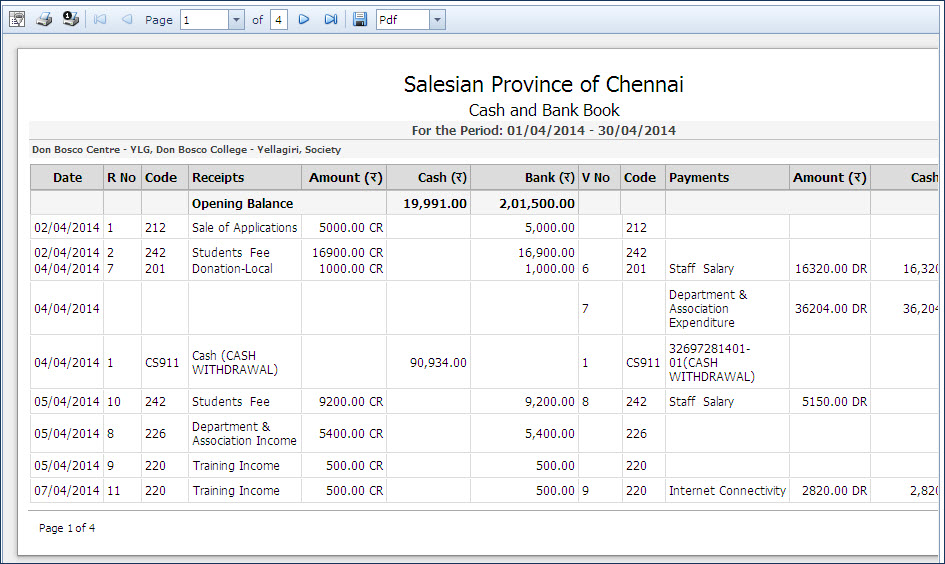 Page 1 of 4 Pdf
Salesian Province of Chennai
Cash and Bank Book
For the Period: 01/04/2014 - 30/04/2014
Don Bosco Centre - YLG, Don Bosco College - Yellagiri, Society
Date R No Code Receipts Amount (₹) Cash (₹) Bank (₹) V No Code Payments Amount (₹) Cash
Opening Balance 19,991.00 2,01,500.00
02/04/2014 1 212 Sale of Applications 5000.00 CR 5,000.00 212
02/04/2014 2 242 Students Fee 16900.00 CR 16,900.00 242
04/04/2014 7 201 Donation-Local 1000.00 CR 1,000.00 6 201 Staff Salary 16320.00 DR 16,320
Department &
04/04/2014 7 Association 36204.00 DR 36,204
Expenditure
32697281401-
04/04/2014 1 CS911 Cash (CASH 90,934.00 1 CS911 01(CASH
WITHDRAWAL) WITHDRAWAL)
05/04/2014 10 242 Students Fee 9200.00 CR 9,200.00 8 242 Staff Salary 5150.00 DR
05/04/2014 8 226 Department & 5400.00 CR 5,400.00 226
Association Income
05/04/2014 9 220 Training Income 500.00 CR 500.00 220
07/04/2014 11 220 Training Income 500.00 CR 500.00 9 220 Internet Connectivity 2820.00 DR 2,820
Page 1 of 4